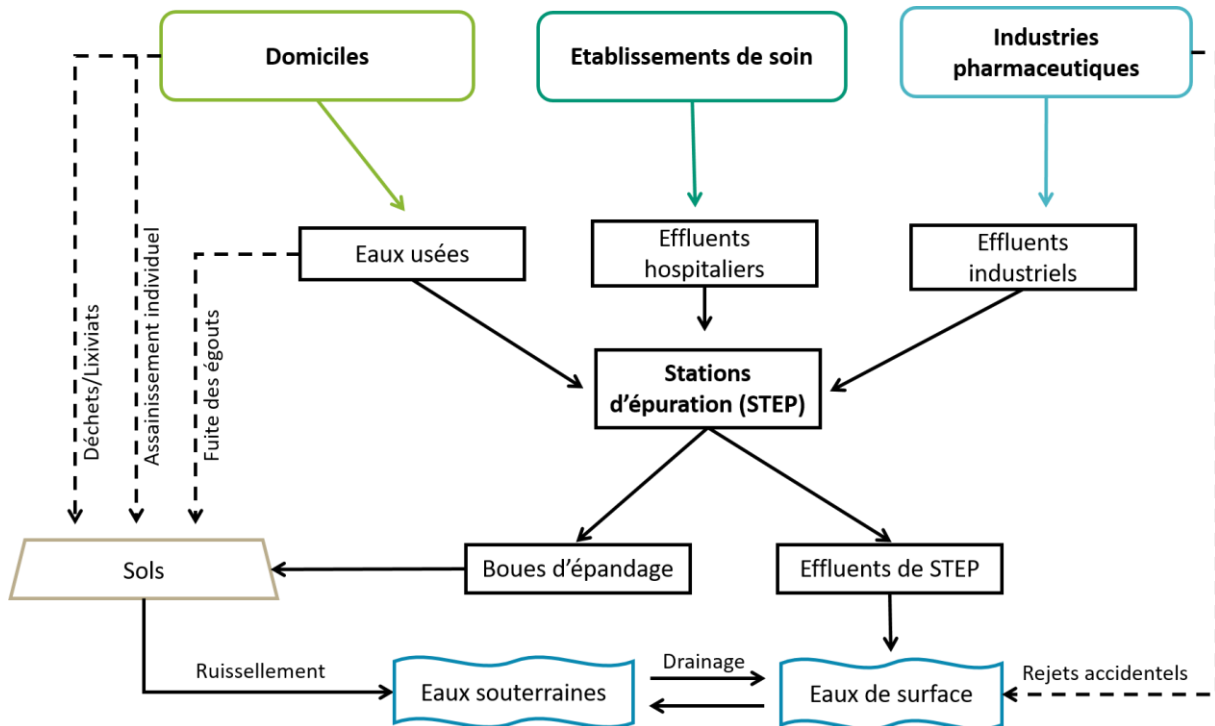 Domiciles
Etablissements de soin
Industries
pharmaceutiques
Eaux usées
Effluents
hospitaliers
Effluents
industriels
Déchets/Lixiviats
Assainissement individuel
Fuite des égouts
Stations
d'épuration (STEP)
Sols
Boues d'épandage
Effluents de STEP
Ruissellement
Eaux souterraines
Drainage
Eaux de surface
Rejets accidentels